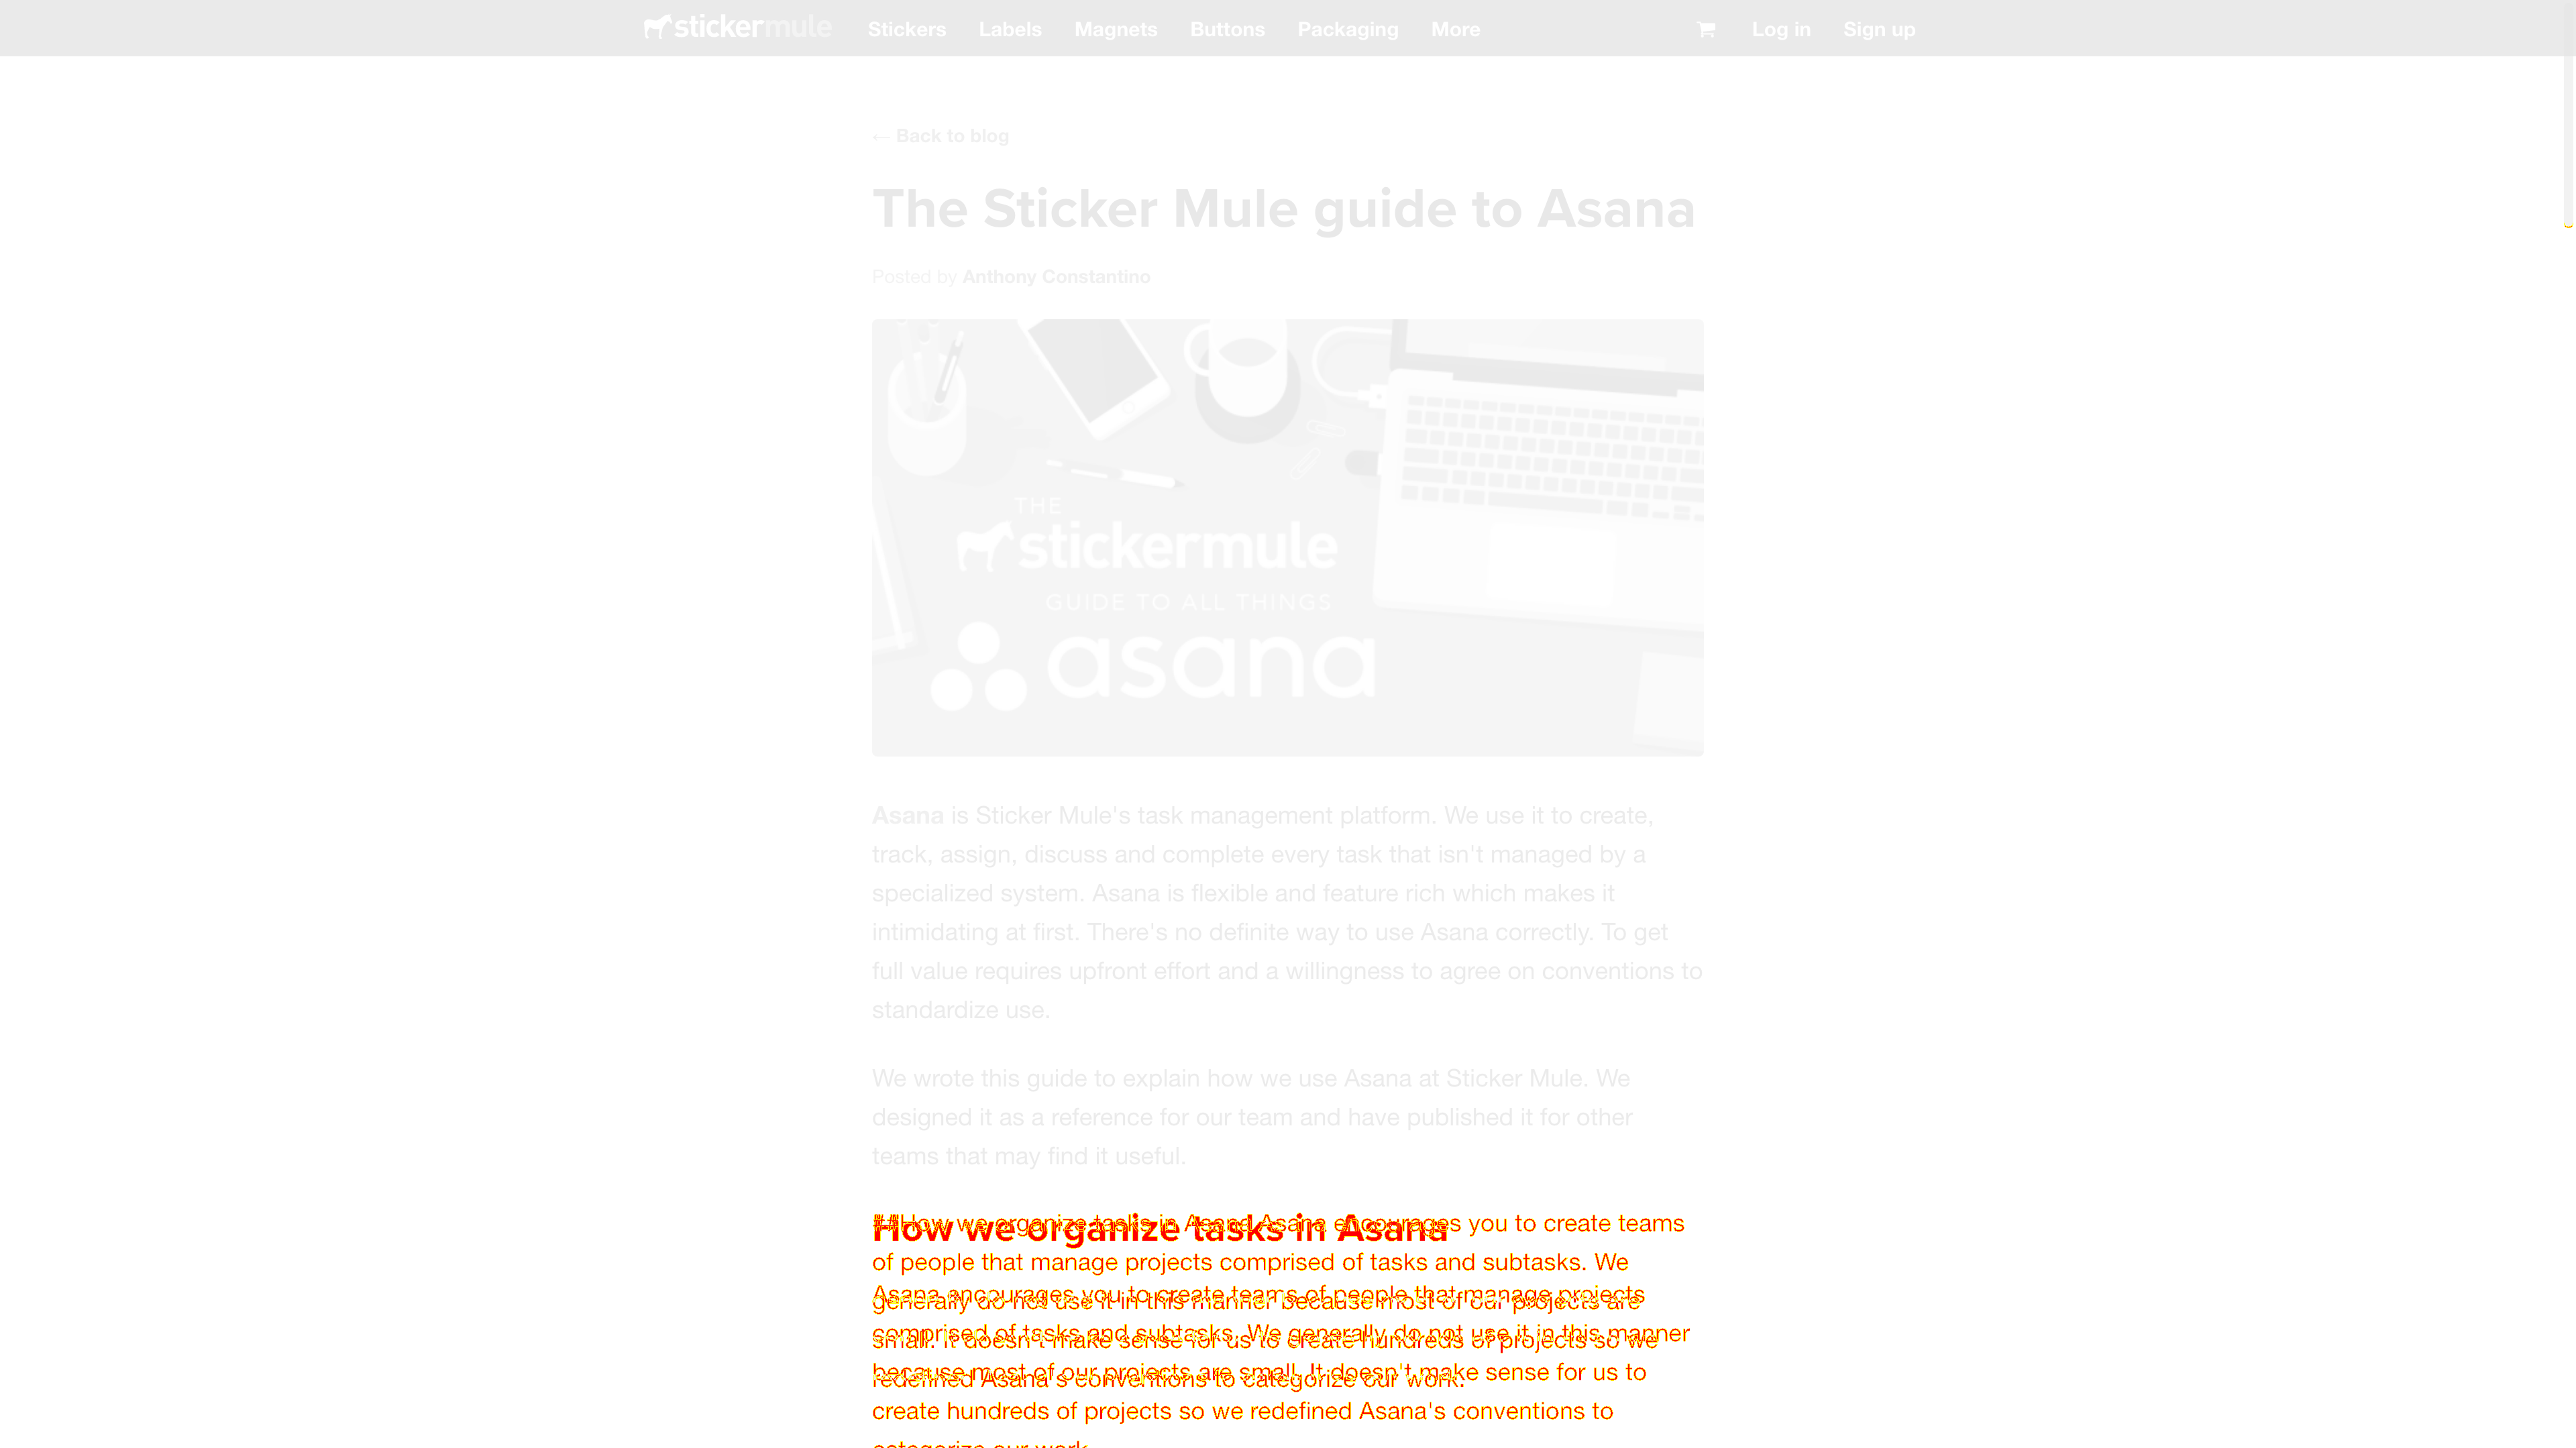 stickermule Stickers Labels Magnets Buttons Packaging More Log in Sign up
← Back to blog
The Sticker Mule guide to Asana
Posted by Anthony Constantino
THE
stickermule
GUIDE TO ALL THINGS
asana
Asana is Sticker Mule's task management platform. We use it to create,
track, assign, discuss and complete every task that isn't managed by a
specialized system. Asana is flexible and feature rich which makes it
intimidating at first. There's no definite way to use Asana correctly. To get
full value requires upfront effort and a willingness to agree on conventions to
standardize use.
We wrote this guide to explain how we use Asana at Sticker Mule. We
designed it as a reference for our team and have published it for other
teams that may find it useful.
##How we organize tasks in Asana Asana encourages you to create teams
How we organize tasks in Asana
of people that manage projects comprised of tasks and subtasks. We
Asana encourages you to create teams of people that manage projects
generally do not use it in this manner because most of our projects are
comprised of tasks and subtasks. We generally do not use it in this manner
small. It doesn't make sense for us to create hundreds of projects so we
because most of our projects are small. It doesn't make sense for us to
redefined Asana's conventions to categorize our work.
create hundreds of projects so we redefined Asana's conventions to
categorize our work.